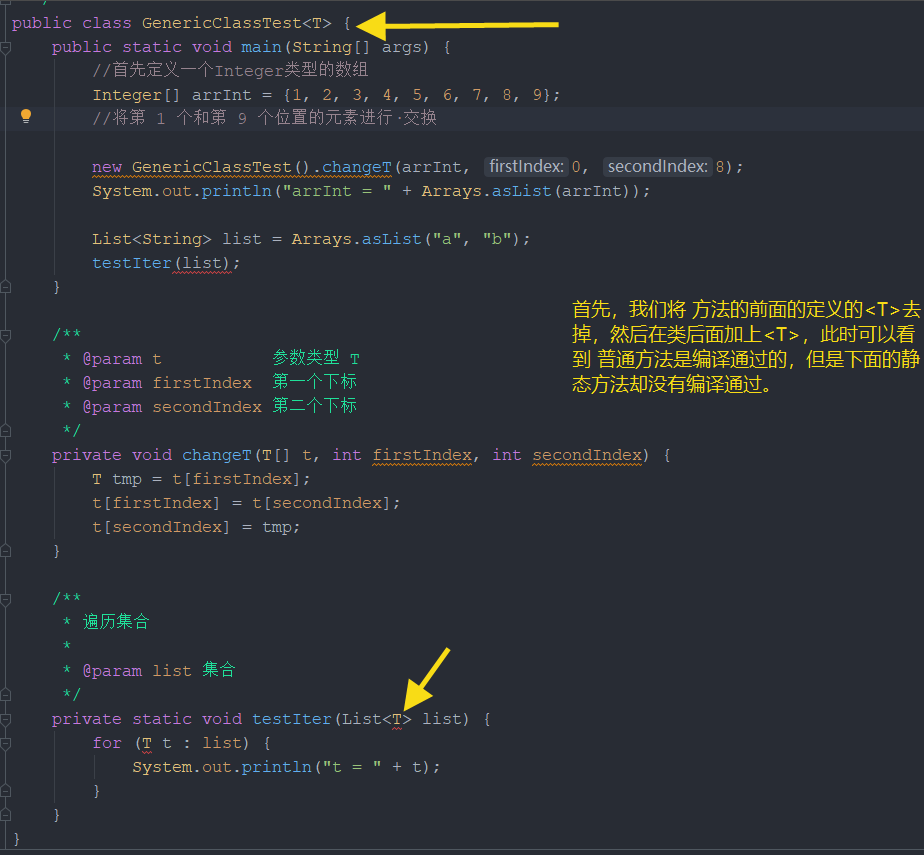 public class GenericClassTest<T> {
public static void main(String[] args) {
//首先定义一个Integer类型的数组
Integer[] arrInt = {1, 2, 3, 4, 5, 6, 7, 8, 9};
//将第 1 个和第 9 个位置的元素进行·交换
new GenericClassTest().changeT(arrInt, firstIndex: 0, secondIndex: 8);
System.out.println("arrInt = " + Arrays.asList(arrInt));
List<String> list = Arrays.asList("a", "b");
testIter(list);
}
首先，我们将 方法的前面的定义的<T>去
掉，然后在类后面加上<T>，此时可以看
到 普通方法是编译通过的，但是下面的静
态方法却没有编译通过。
/**
* @param t 参数类型 T
* @param firstIndex 第一个下标
* @param secondIndex 第二个下标
*/
private void changeT(T[] t, int firstIndex, int secondIndex) {
T tmp = t[firstIndex];
t[firstIndex] = t[secondIndex];
t[secondIndex] = tmp;
}
/**
* 遍历集合
*
* @param list 集合
*/
private static void testIter(List<T> list) {
for (T t : list) {
System.out.println("t = " + t);
}
}
}